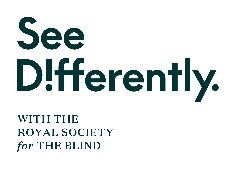 See
D!fferently.
WITH THE
ROYAL SOCIETY
for THE BLIND